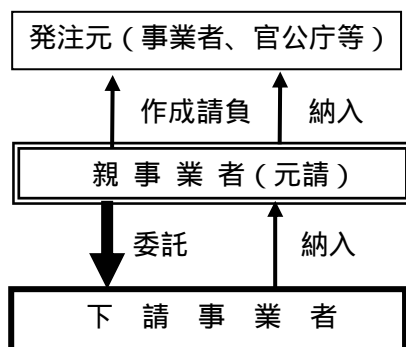 発注元（事業者、官公庁等）
作成請負　納入
親事業者（元請）
委託　納入
下請事業者